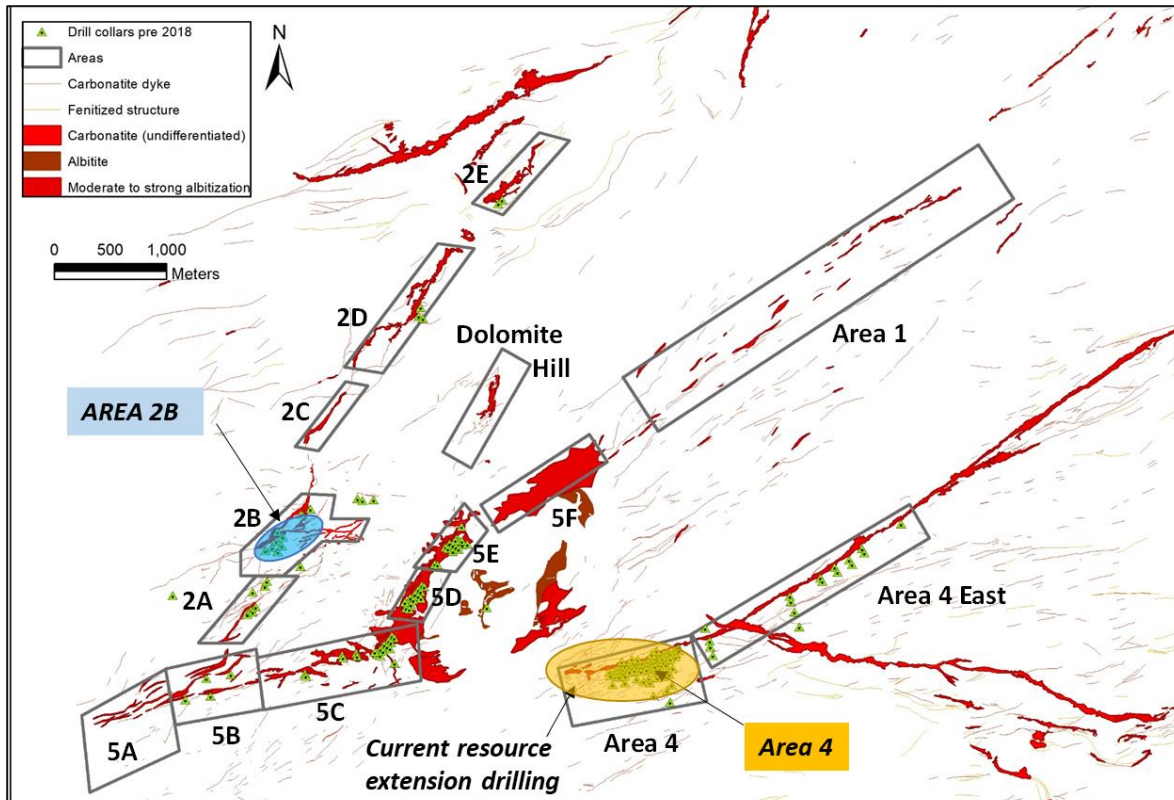 Drill collars pre 2018
Areas
Carbonatite dyke
Fenitized structure
Carbonatite (undifferentiated)
Albitite
Moderate to strong albitization
N
0 500 1,000
Meters
2E
2D
Dolomite
Hill
Area 1
AREA 2B
2C
2B
5F
5E
2A
5D
Area 4 East
5C
5B
5A
Current resource
extension drilling
Area 4
Area 4